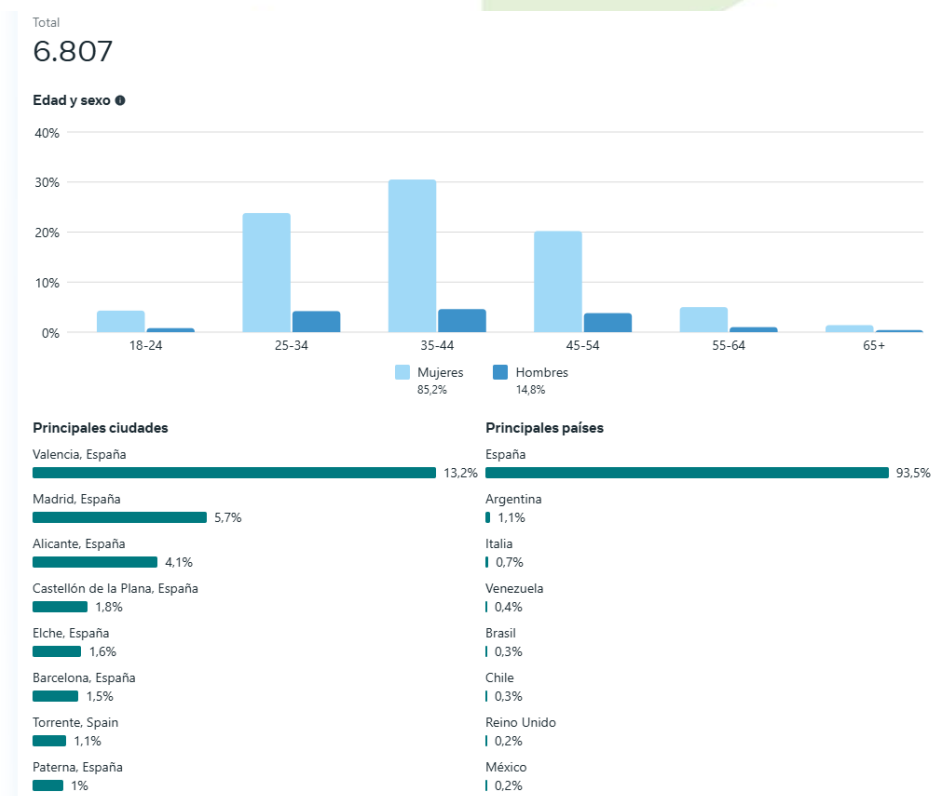 Total
6.807
Edad y sexo
40%
30%
20%
10%
0%
18-24
25-34
35-44
45-54
55-64
65+
Mujeres
85,2%
Hombres
14,8%
Principales ciudades
Valencia, España
13,2%
Madrid, España
5,7%
Alicante, España
4,1%
Castellón de la Plana, España
1,8%
Elche, España
1,6%
Barcelona, España
1,5%
Torrente, Spain
1,1%
Paterna, España
1%
Principales países
España
93,5%
Argentina
1,1%
Italia
0,7%
Venezuela
0,4%
Brasil
0,3%
Chile
0,3%
Reino Unido
0,2%
México
0,2%